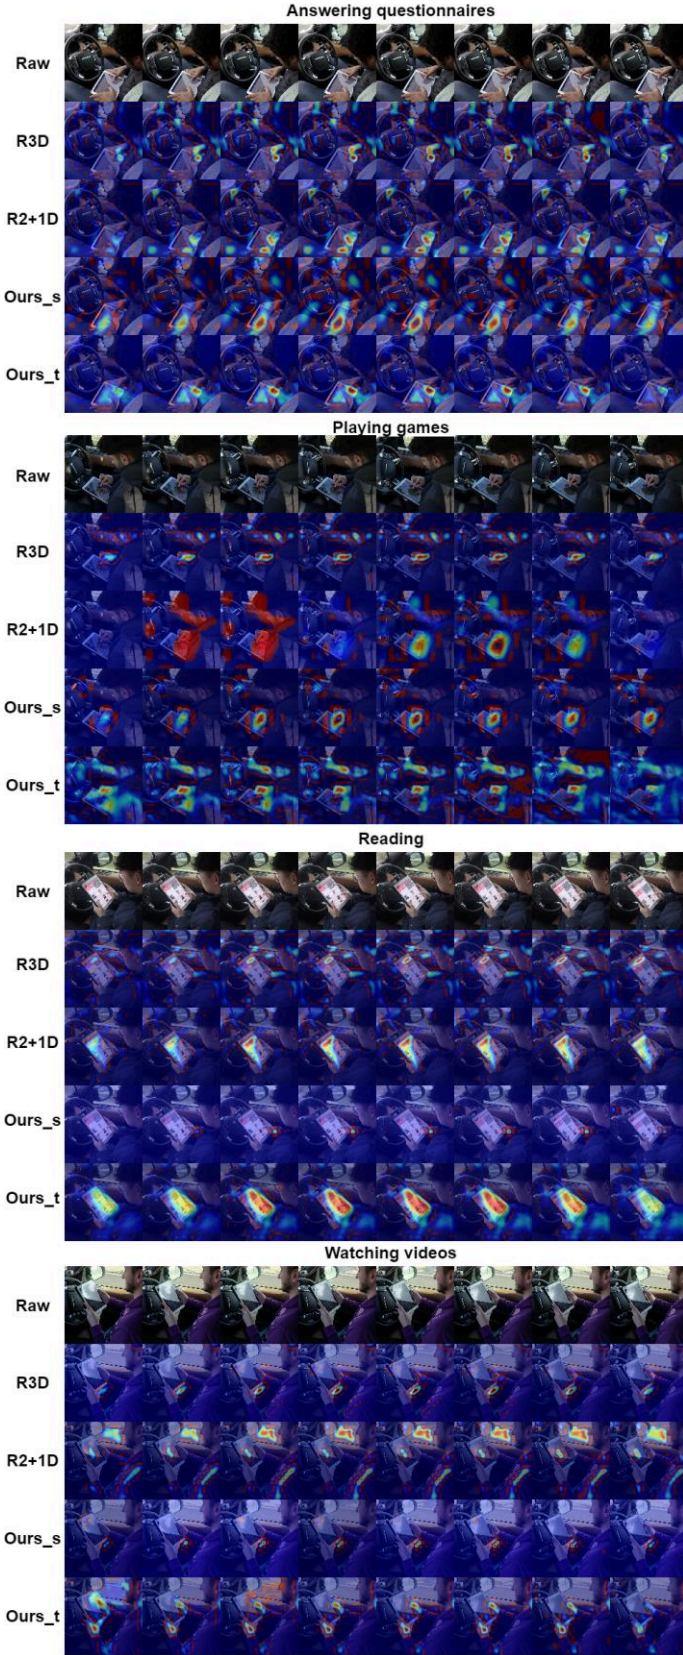 Answering questionnaires
Raw
R3D
R2+1D
Ours_s
Ours_t
Playing games
Raw
R3D
R2+1D
Ours_s
Ours_t
Reading
Raw
R3D
R2+1D
Ours_s
Ours_t
Watching videos
Raw
R3D
R2+1D
Ours_s
Ours_t